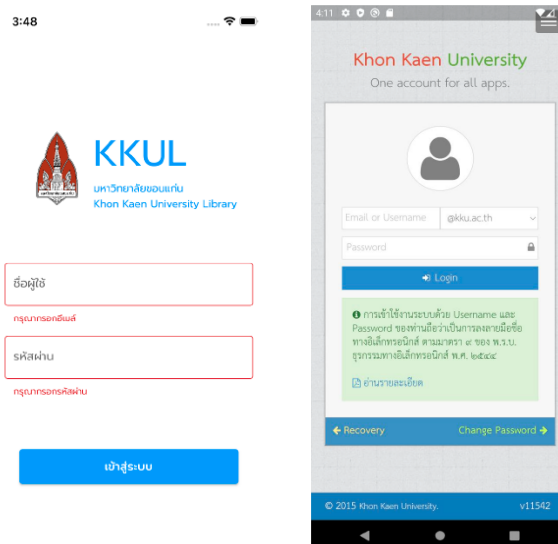 3:48
KKUL
มหาวิทยาลัยขอนแก่น
Khon Kaen University Library
ชื่อผู้ใช้
กรุณากรอกอีเมล์
รหัสผ่าน
กรุณากรอกรหัสผ่าน
เข้าสู่ระบบ
4:11
Khon Kaen University
One account for all apps.
Email or Username @kku.ac.th
Password
Login
การเข้าใช้งานระบบด้วย Username และ
Password ของท่านถือว่าเป็นการลงลายมือชื่อ
ทางอิเล็กทรอนิกส์ ตามมาตรา ๙ ของ พ.ร.บ.
ธุรกรรมทางอิเล็กทรอนิกส์ พ.ศ. ๒๕๔๔
อ่านรายละเอียด
Recovery Change Password
© 2015 Khon Kaen University. v11542